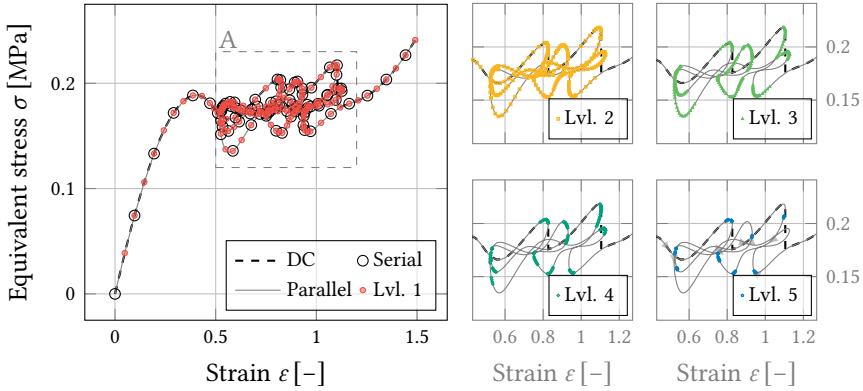 Equivalent stress σ [MPa]
0.2
0.1
0
A
DC
Serial
Parallel
Lvl. 1
0
0.5
1
1.5
Strain ε [–]
Lvl. 2
Lvl. 3
0.2
0.15
Lvl. 4
Lvl. 5
0.2
0.15
0.6
0.8
1
1.2
0.6
0.8
1
1.2
Strain ε [–]
Strain ε [–]